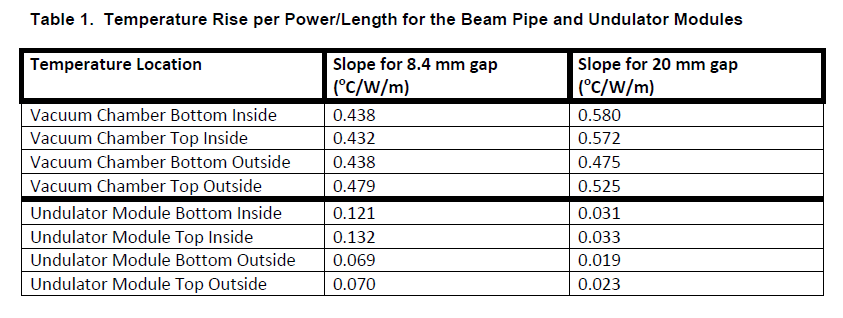 Table 1. Temperature Rise per Power/Length for the Beam Pipe and Undulator Modules
Temperature Location Slope for 8.4 mm gap Slope for 20 mm gap
(°C/W/m) (°C/W/m)
Vacuum Chamber Bottom Inside 0.438 0.580
Vacuum Chamber Top Inside 0.432 0.572
Vacuum Chamber Bottom Outside 0.438 0.475
Vacuum Chamber Top Outside 0.479 0.525
Undulator Module Bottom Inside 0.121 0.031
Undulator Module Top Inside 0.132 0.033
Undulator Module Bottom Outside 0.069 0.019
Undulator Module Top Outside 0.070 0.023